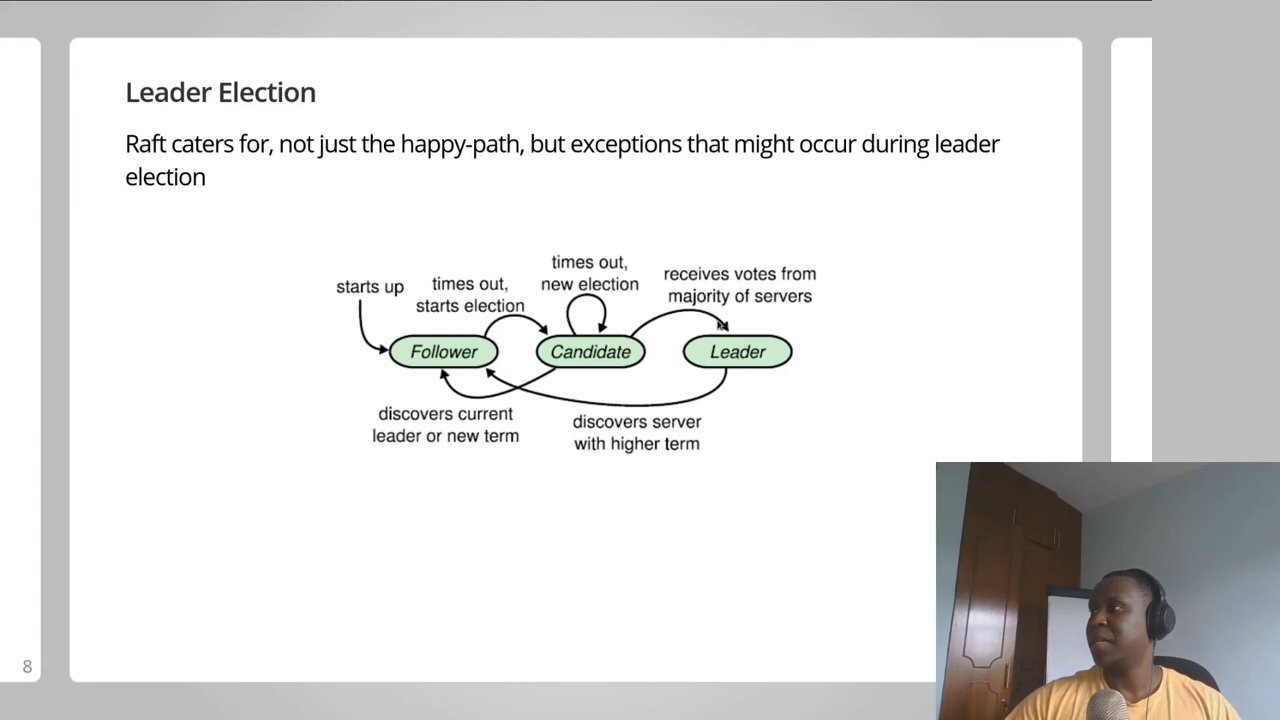 Leader Election
Raft caters for, not just the happy-path, but exceptions that might occur during leader
election
starts up
times out,
starts election
times out,
new election
receives votes from
majority of servers
Follower
Candidate
Leader
discovers current
leader or new term
discovers server
with higher term
8